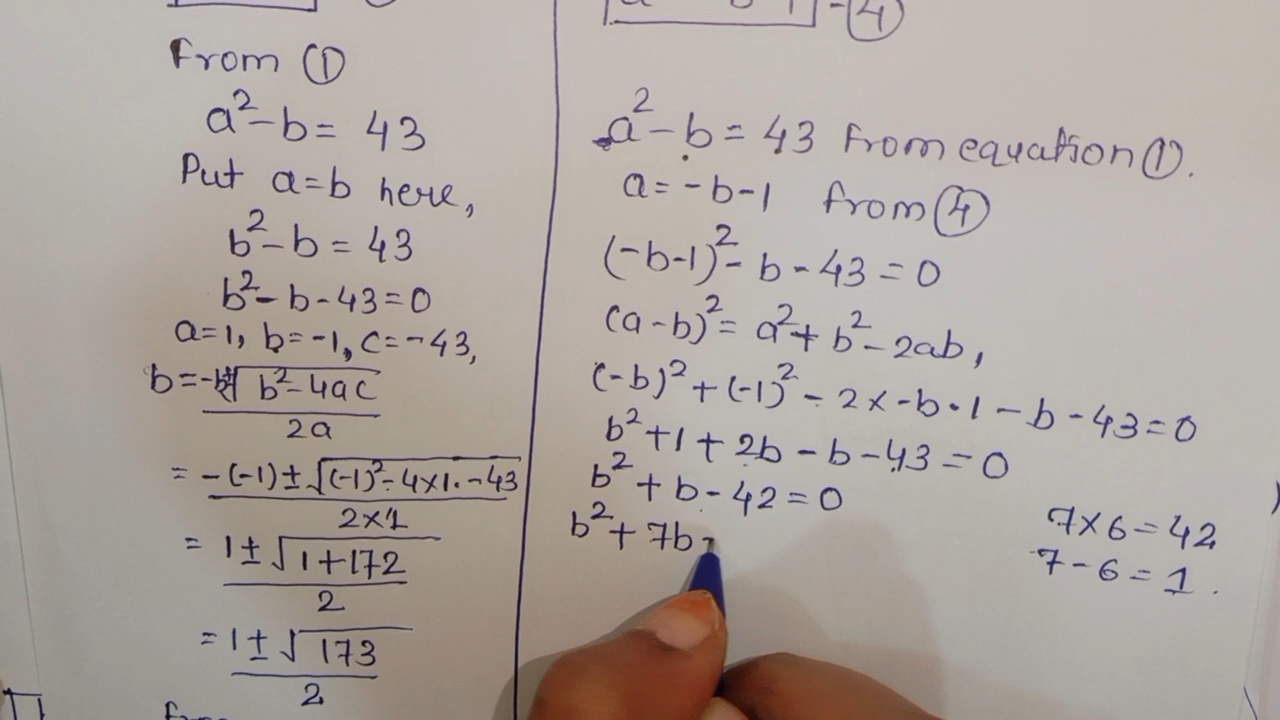 From ①
a² - b = 43
Put a=b here,
b² - b = 43
b² - b - 43 = 0
a=1, b=-1, c=-43,
b = -b±√(b² - 4ac) / 2a
= -(-1) ± √((-1)² - 4×1.-43) / 2×1
= 1 ± √(1+172) / 2
= 1 ± √173 / 2
- ④
a² - b = 43 From equation ①.
a = -b-1 from ④
(-b-1)² - b - 43 = 0
(a-b)² = a² + b² - 2ab,
(-b)² + (-1)² - 2× -b·1 - b - 43 = 0
b² + 1 + 2b - b - 43 = 0
b² + b - 42 = 0
b² + 7b -
7×6 = 42
7-6 = 1.